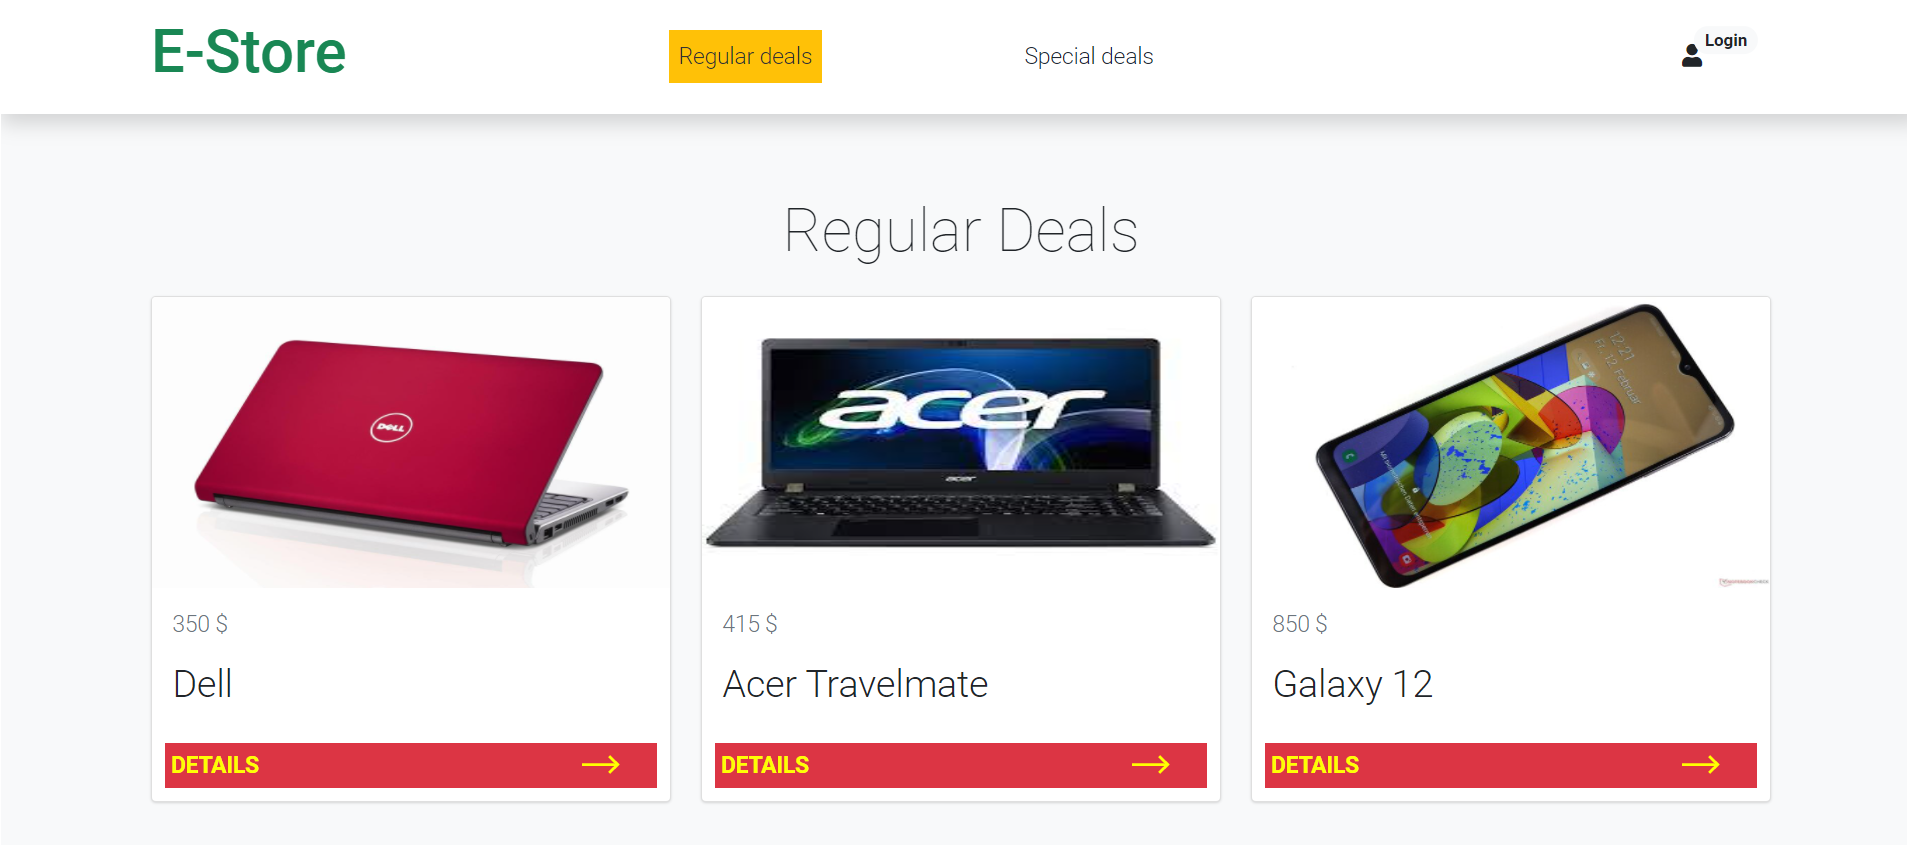 E-Store
Regular deals
Special deals
Login
Regular Deals
DELL
acer
acer
12:21
Fr., 12. Februar
350 $
415 $
850 $
Dell
Acer Travelmate
Galaxy 12
DETAILS
DETAILS
DETAILS